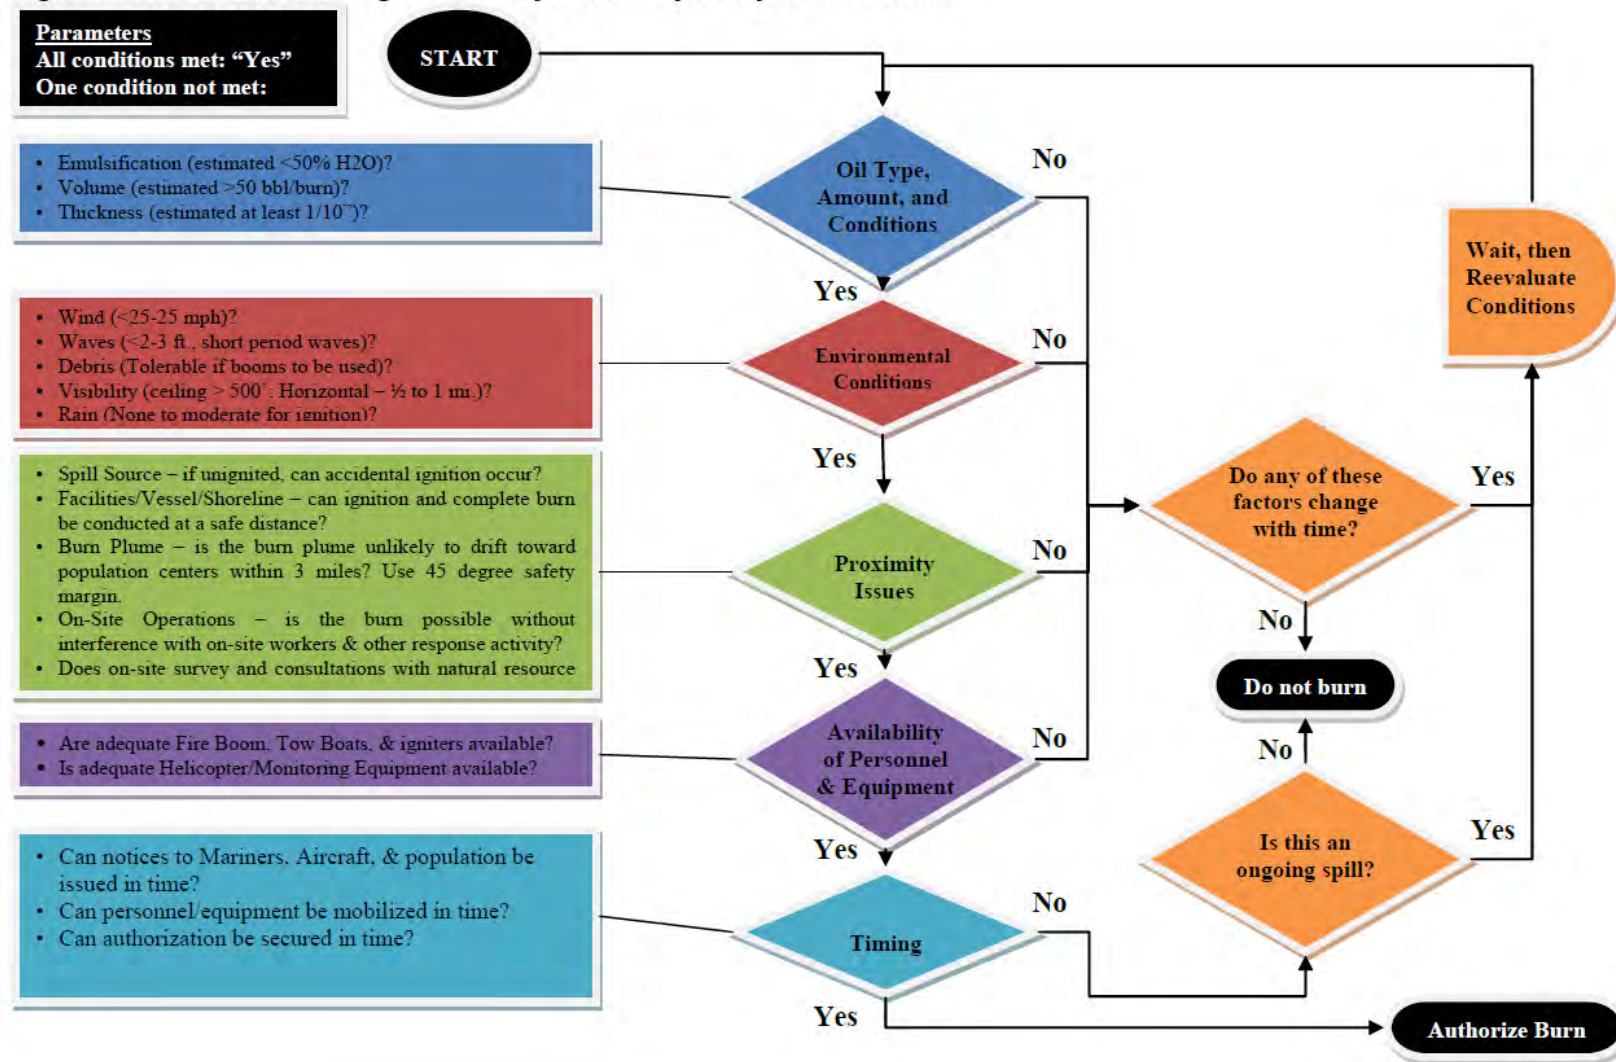 Parameters
All conditions met: “Yes”
One condition not met:
START
• Emulsification (estimated <50% H2O)?
• Volume (estimated >50 bbl/burn)?
• Thickness (estimated at least 1/10”)?
Oil Type,
Amount, and
Conditions
No
Yes
• Wind (<25-25 mph)?
• Waves (<2-3 ft., short period waves)?
• Debris (Tolerable if booms to be used)?
• Visibility (ceiling > 500’. Horizontal – ½ to 1 mi.)?
• Rain (None to moderate for ignition)?
Environmental
Conditions
No
Yes
• Spill Source – if unignited, can accidental ignition occur?
• Facilities/Vessel/Shoreline – can ignition and complete burn
be conducted at a safe distance?
• Burn Plume – is the burn plume unlikely to drift toward
population centers within 3 miles? Use 45 degree safety
margin.
• On-Site Operations – is the burn possible without
interference with on-site workers & other response activity?
• Does on-site survey and consultations with natural resource
Proximity
Issues
No
Yes
• Are adequate Fire Boom, Tow Boats, & igniters available?
• Is adequate Helicopter/Monitoring Equipment available?
Availability
of Personnel
& Equipment
No
Yes
• Can notices to Mariners, Aircraft, & population be
issued in time?
• Can personnel/equipment be mobilized in time?
• Can authorization be secured in time?
Timing
No
Yes
Wait, then
Reevaluate
Conditions
Do any of these
factors change
with time?
Yes
No
Do not burn
No
Is this an
ongoing spill?
Yes
Authorize Burn